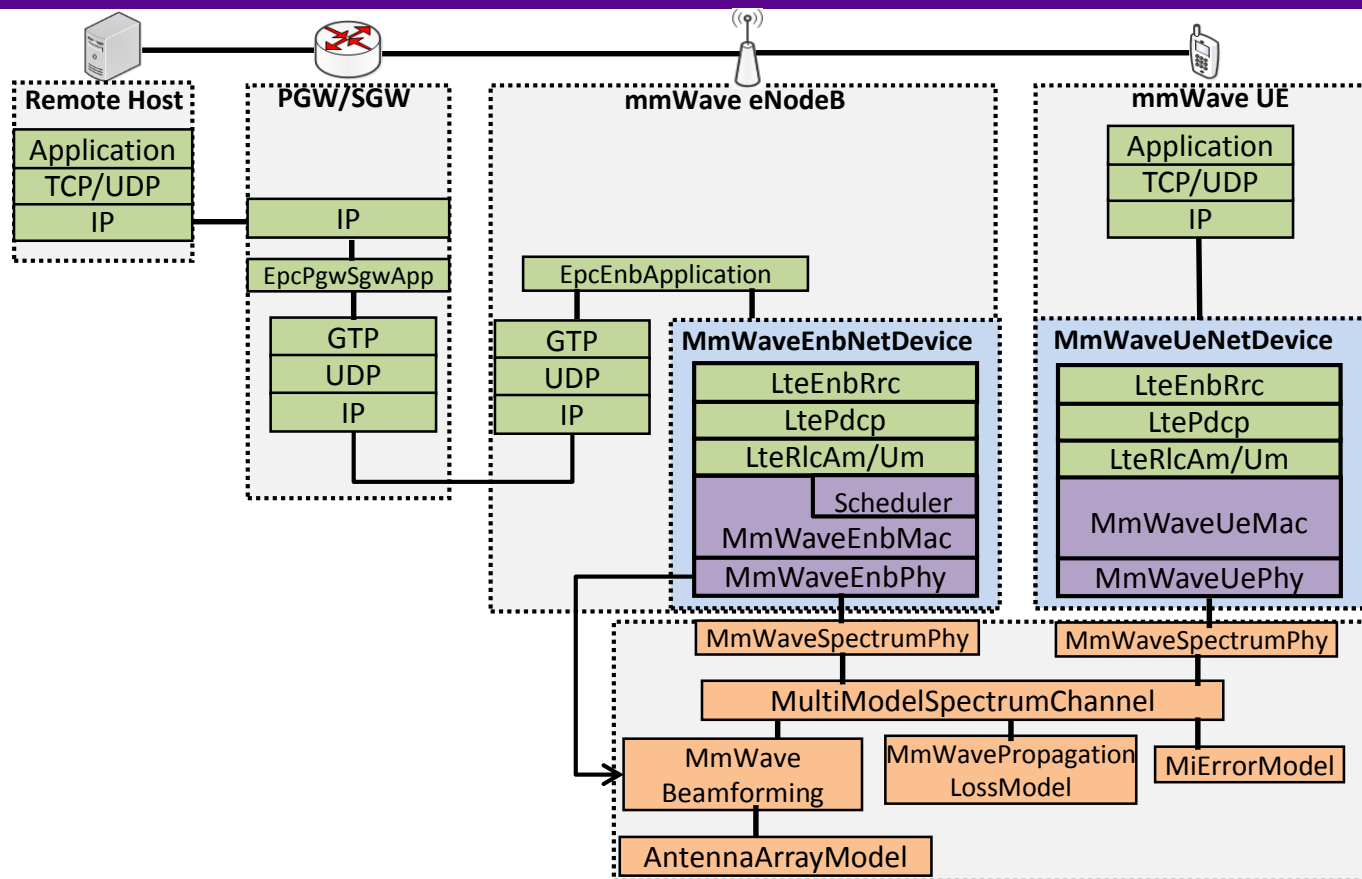 Remote Host
Application
TCP/UDP
IP
PGW/SGW
IP
EpcPgwSgwApp
GTP
UDP
IP
mmWave eNodeB
EpcEnbApplication
GTP
UDP
IP
MmWaveEnbNetDevice
LteEnbRrc
LtePdcp
LteRlcAm/Um
Scheduler
MmWaveEnbMac
MmWaveEnbPhy
mmWave UE
Application
TCP/UDP
IP
MmWaveUeNetDevice
LteEnbRrc
LtePdcp
LteRlcAm/Um
MmWaveUeMac
MmWaveUePhy
MmWaveSpectrumPhy
MmWaveSpectrumPhy
MultiModelSpectrumChannel
MmWave
Beamforming
MmWavePropagation
LossModel
MiErrorModel
AntennaArrayModel